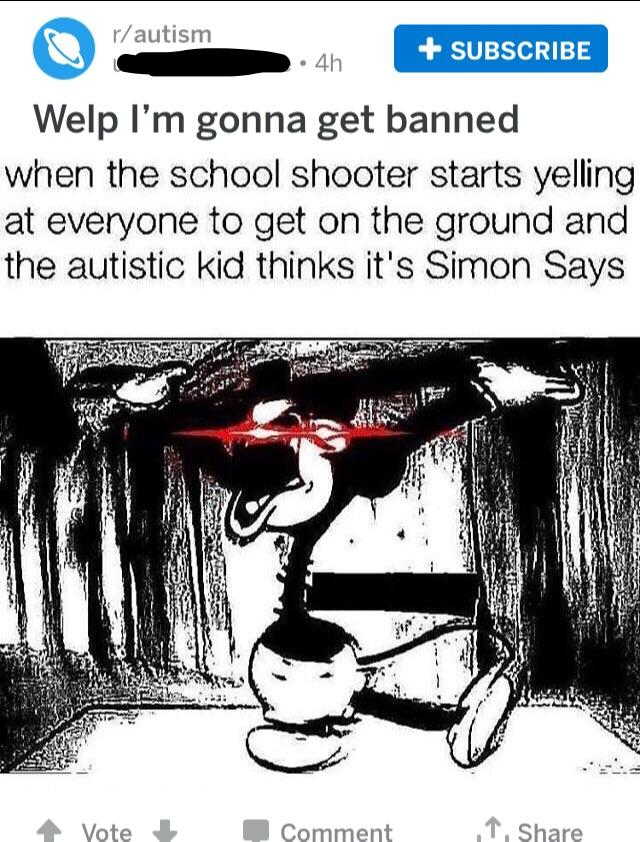 r/autism
• 4h
+ SUBSCRIBE
Welp I'm gonna get banned
when the school shooter starts yelling
at everyone to get on the ground and
the autistic kid thinks it's Simon Says
Vote
Comment
Share